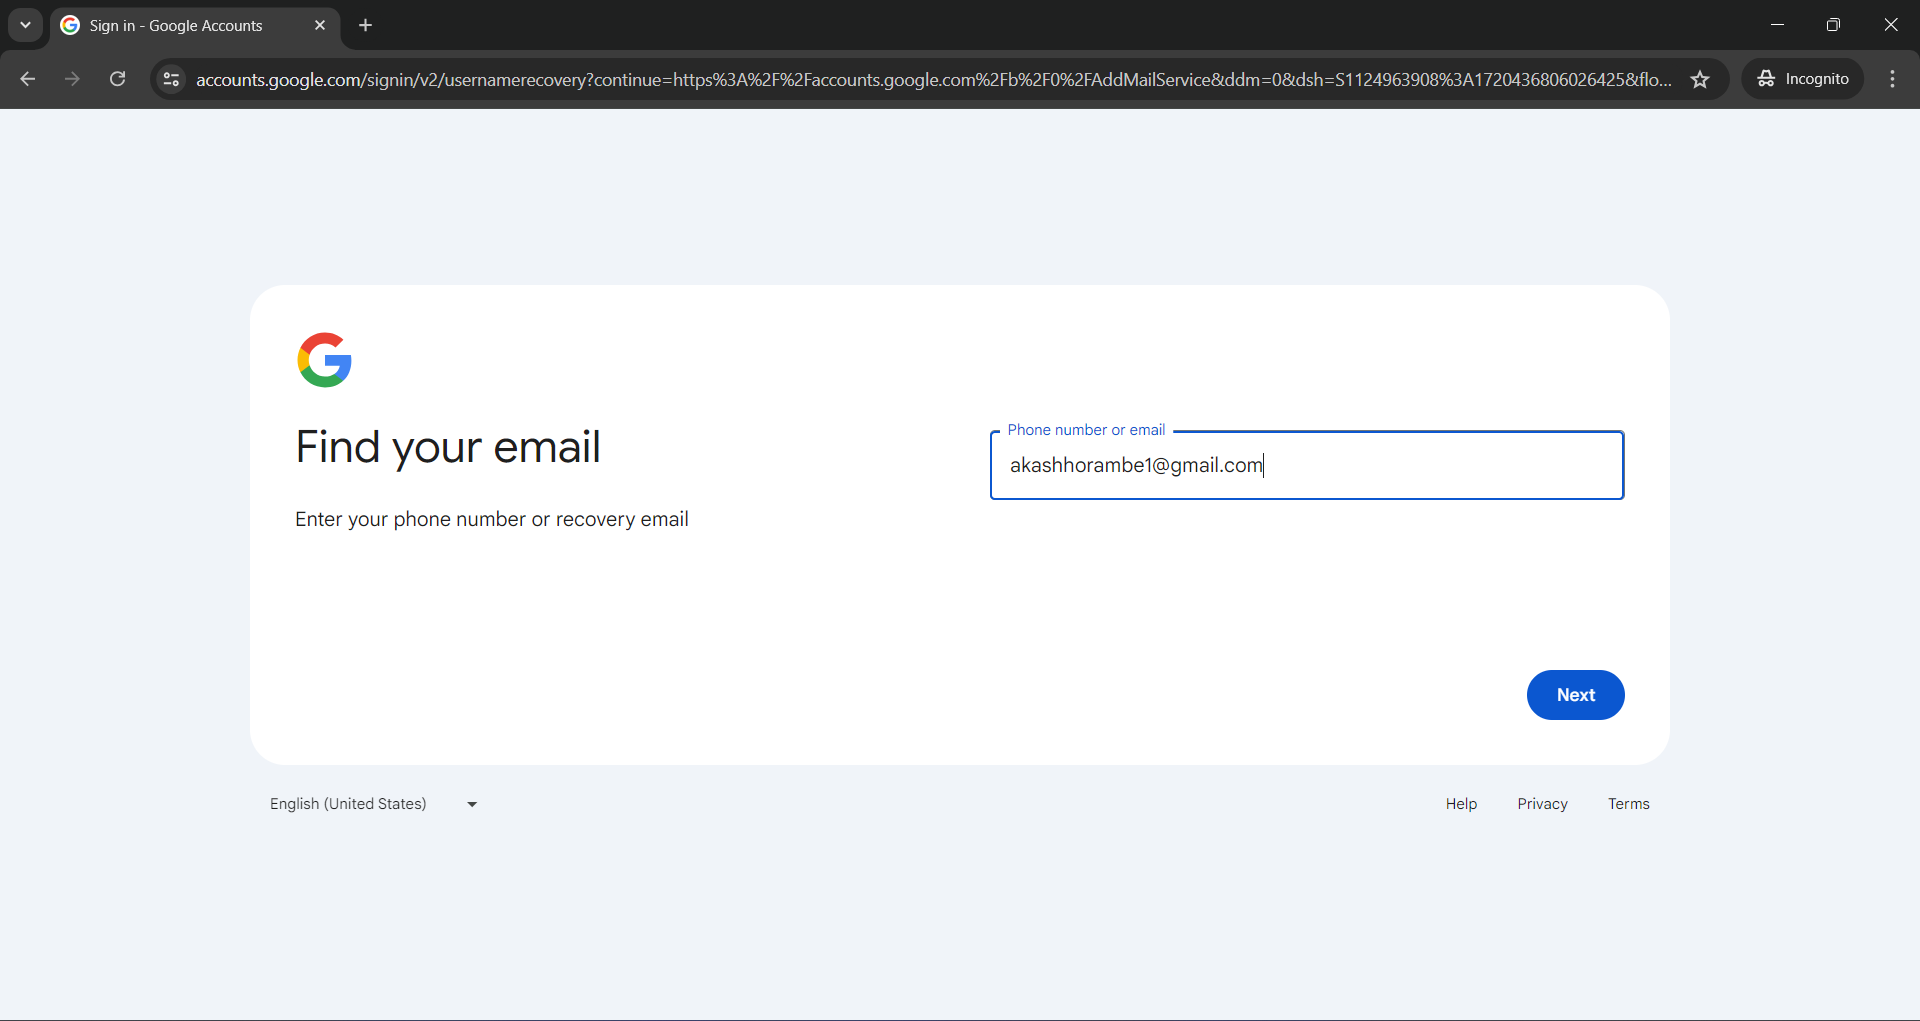 Sign in - Google Accounts
accounts.google.com/signin/v2/usernamerecovery?continue=https%3A%2F%2Faccounts.google.com%2Fb%2F0%2FAddMailService&ddm=0&dsh=S1124963908%3A1720436806026425&flo...
Incognito
Find your email
Enter your phone number or recovery email
Phone number or email
akashhorambe1@gmail.com
Next
English (United States)
Help Privacy Terms